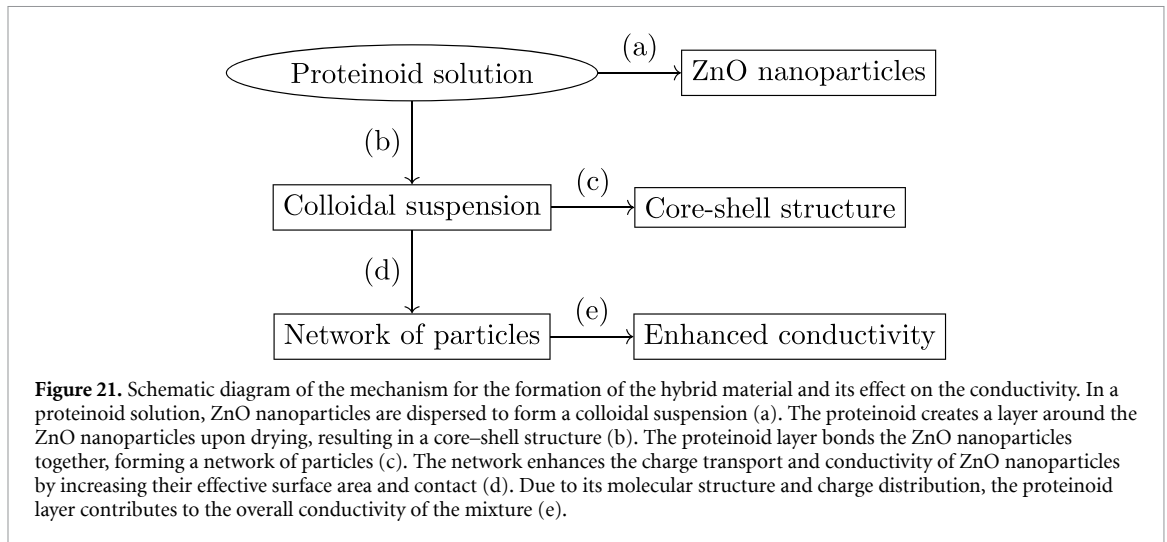 Proteinoid solution
(a)
ZnO nanoparticles
(b)
Colloidal suspension
(c)
Core-shell structure
(d)
Network of particles
(e)
Enhanced conductivity
Figure 21. Schematic diagram of the mechanism for the formation of the hybrid material and its effect on the conductivity. In a
proteinoid solution, ZnO nanoparticles are dispersed to form a colloidal suspension (a). The proteinoid creates a layer around the
ZnO nanoparticles upon drying, resulting in a core–shell structure (b). The proteinoid layer bonds the ZnO nanoparticles
together, forming a network of particles (c). The network enhances the charge transport and conductivity of ZnO nanoparticles
by increasing their effective surface area and contact (d). Due to its molecular structure and charge distribution, the proteinoid
layer contributes to the overall conductivity of the mixture (e).